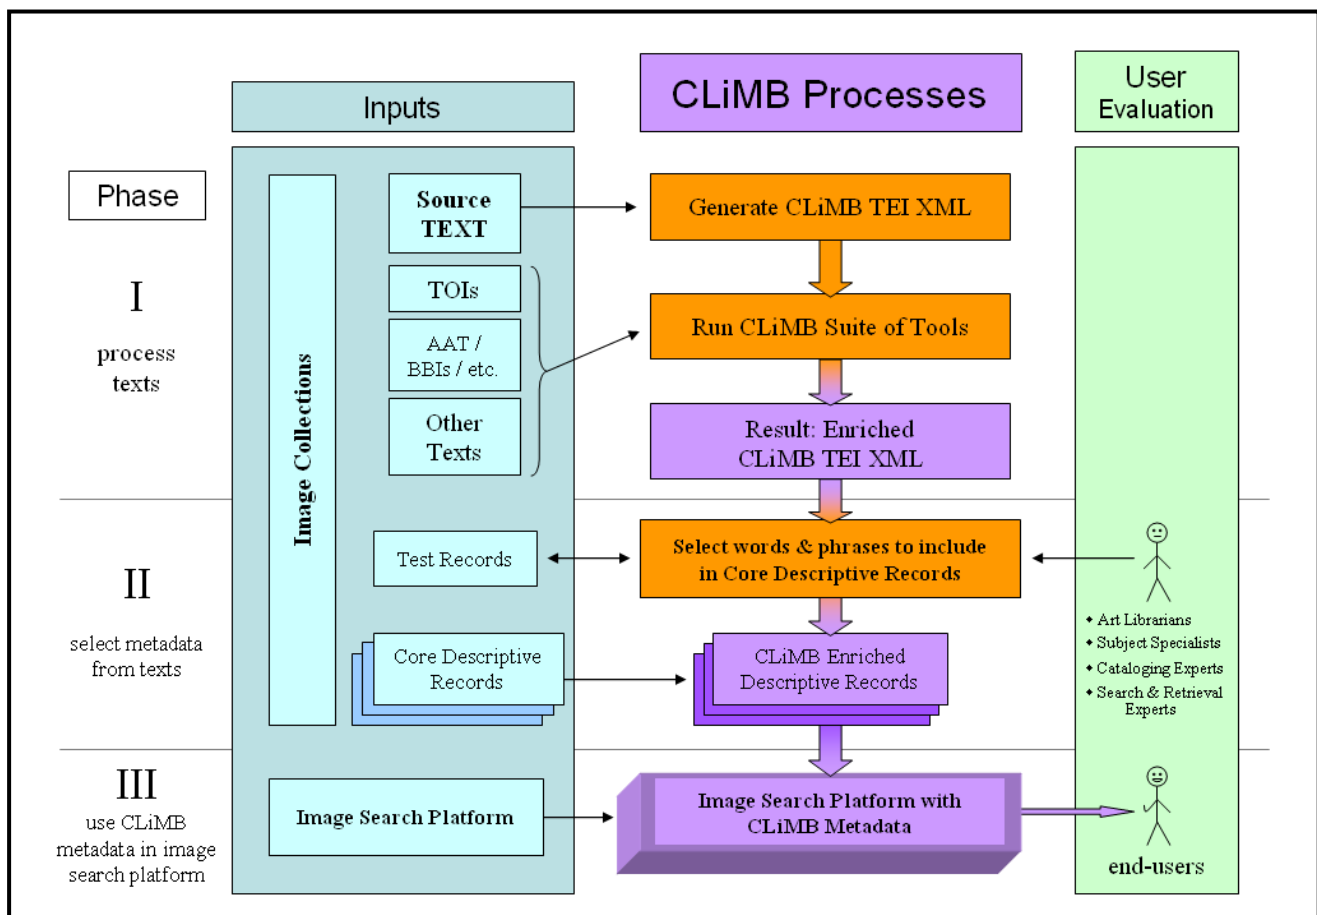 Inputs
CLiMB Processes
User
Evaluation
Phase
I
process
texts
Image Collections
Source
TEXT
TOIs
AAT /
BBIs / etc.
Other
Texts
Generate CLiMB TEI XML
Run CLiMB Suite of Tools
Result: Enriched
CLiMB TEI XML
II
select metadata
from texts
Test Records
Core Descriptive
Records
Select words & phrases to include
in Core Descriptive Records
CLiMB Enriched
Descriptive Records
◆ Art Librarians
◆ Subject Specialists
◆ Cataloging Experts
◆ Search & Retrieval
Experts
III
use CLiMB
metadata in image
search platform
Image Search Platform
Image Search Platform with
CLiMB Metadata
end-users